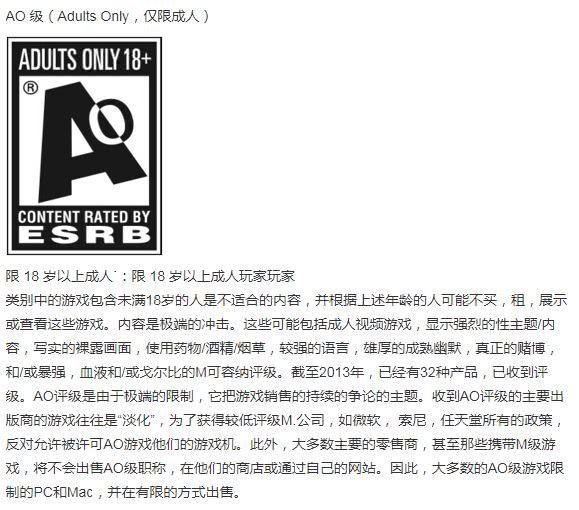 AO 级（Adults Only，仅限成人）
ADULTS ONLY 18+
®
AO
CONTENT RATED BY
ESRB
限 18 岁以上成人`：限 18 岁以上成人玩家玩家
类别中的游戏包含未满18岁的人是不适合的内容，并根据上述年龄的人可能不买，租，展示
或查看这些游戏。内容是极端的冲击。这些可能包括成人视频游戏，显示强烈的性主题/内
容，写实的裸露画面，使用药物/酒精/烟草，较强的语言，雄厚的成熟幽默，真正的赌博，
和/或暴强，血液和/或戈尔比的M可容纳评级。截至2013年，已经有32种产品，已收到评
级。AO评级是由于极端的限制，它把游戏销售的持续的争论的主题。收到AO评级的主要出
版商的游戏往往是“淡化”，为了获得较低评级M.公司，如微软， 索尼，任天堂所有的政策，
反对允许被许可AO游戏他们的游戏机。此外，大多数主要的零售商，甚至那些携带M级游
戏，将不会出售AO级职称，在他们的商店或通过自己的网站。因此，大多数的AO级游戏限
制的PC和Mac，并在有限的方式出售。